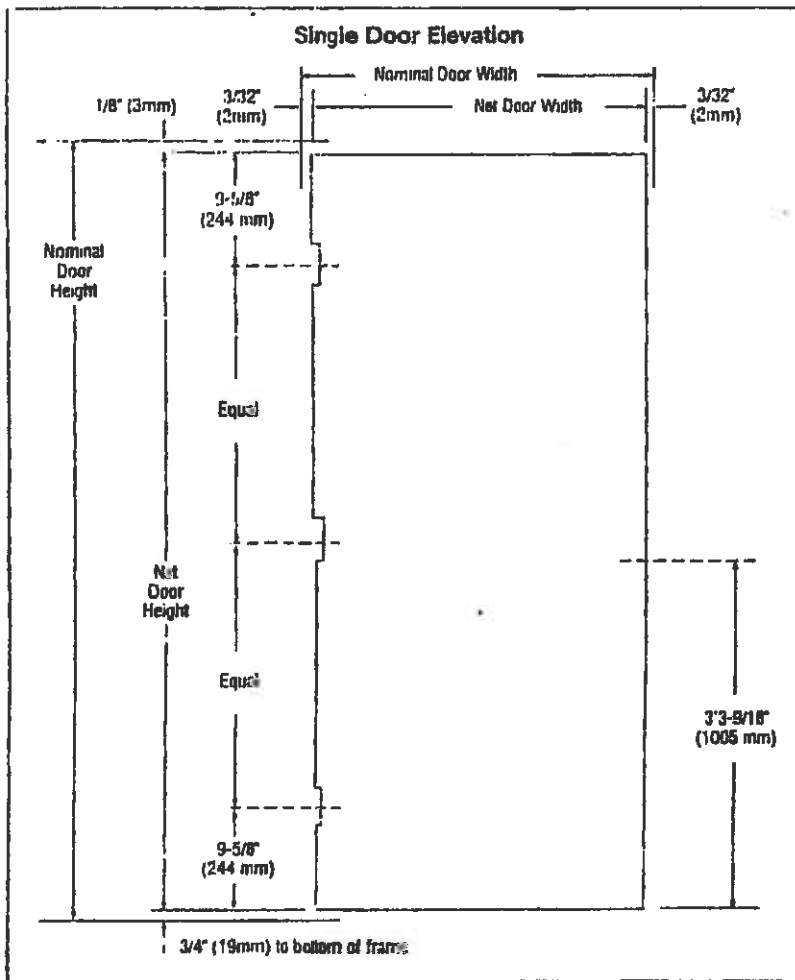 Single Door Elevation
Nominal Door Width
1/8" (3mm)
3/32"
(2mm)
Net Door Width
3/32"
(2mm)
9-5/8"
(244 mm)
Nominal
Door
Height
Equal
Net
Door
Height
Equal
3'3-9/16"
(1005 mm)
9-5/8"
(244 mm)
3/4" (19mm) to bottom of frame